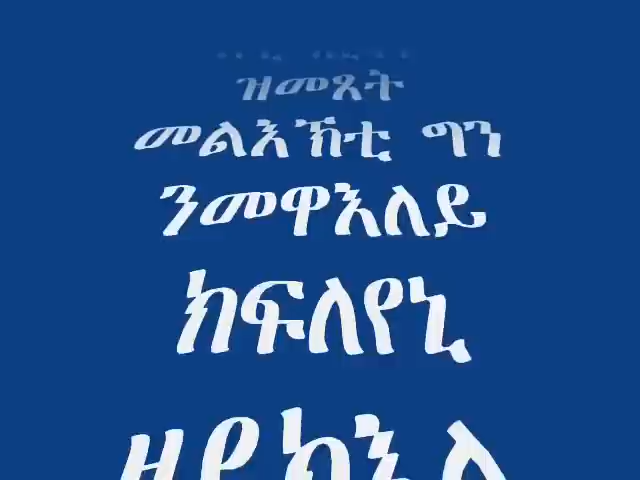 ዝመጸት
መልእኽቲ ግን
ንመዋእለይ
ክፍለየኒ